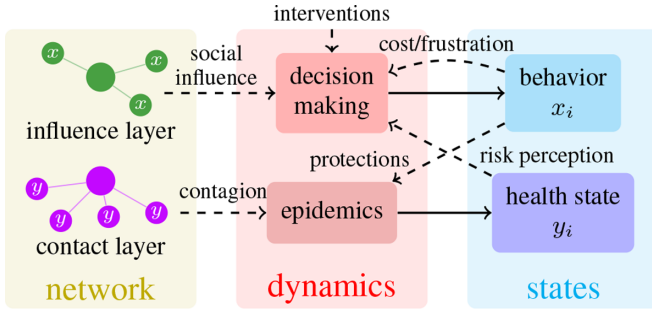 interventions
x
x
x
influence layer
social
influence
decision
making
cost/frustration
behavior
x_i
y
y
y
y
contact layer
contagion
protections
epidemics
risk perception
health state
y_i
network
dynamics
states